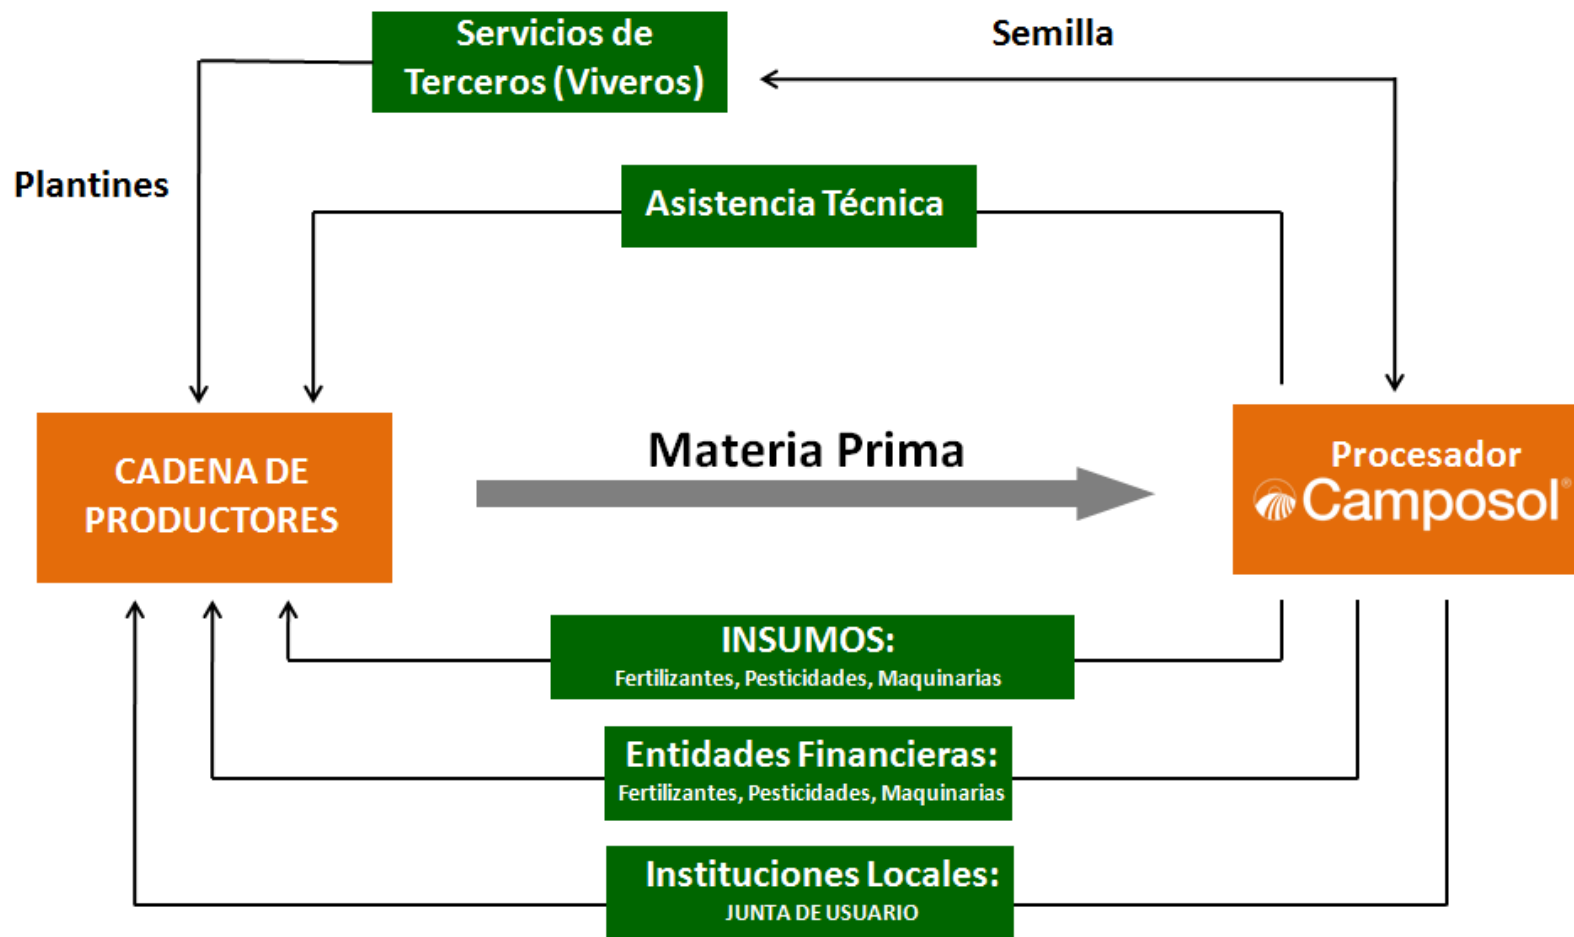 Servicios de
Terceros (Viveros)
Semilla
Plantines
Asistencia Técnica
CADENA DE
PRODUCTORES
Materia Prima
Procesador
Camposol®
INSUMOS:
Fertilizantes, Pesticidades, Maquinarias
Entidades Financieras:
Fertilizantes, Pesticidades, Maquinarias
Instituciones Locales:
JUNTA DE USUARIO